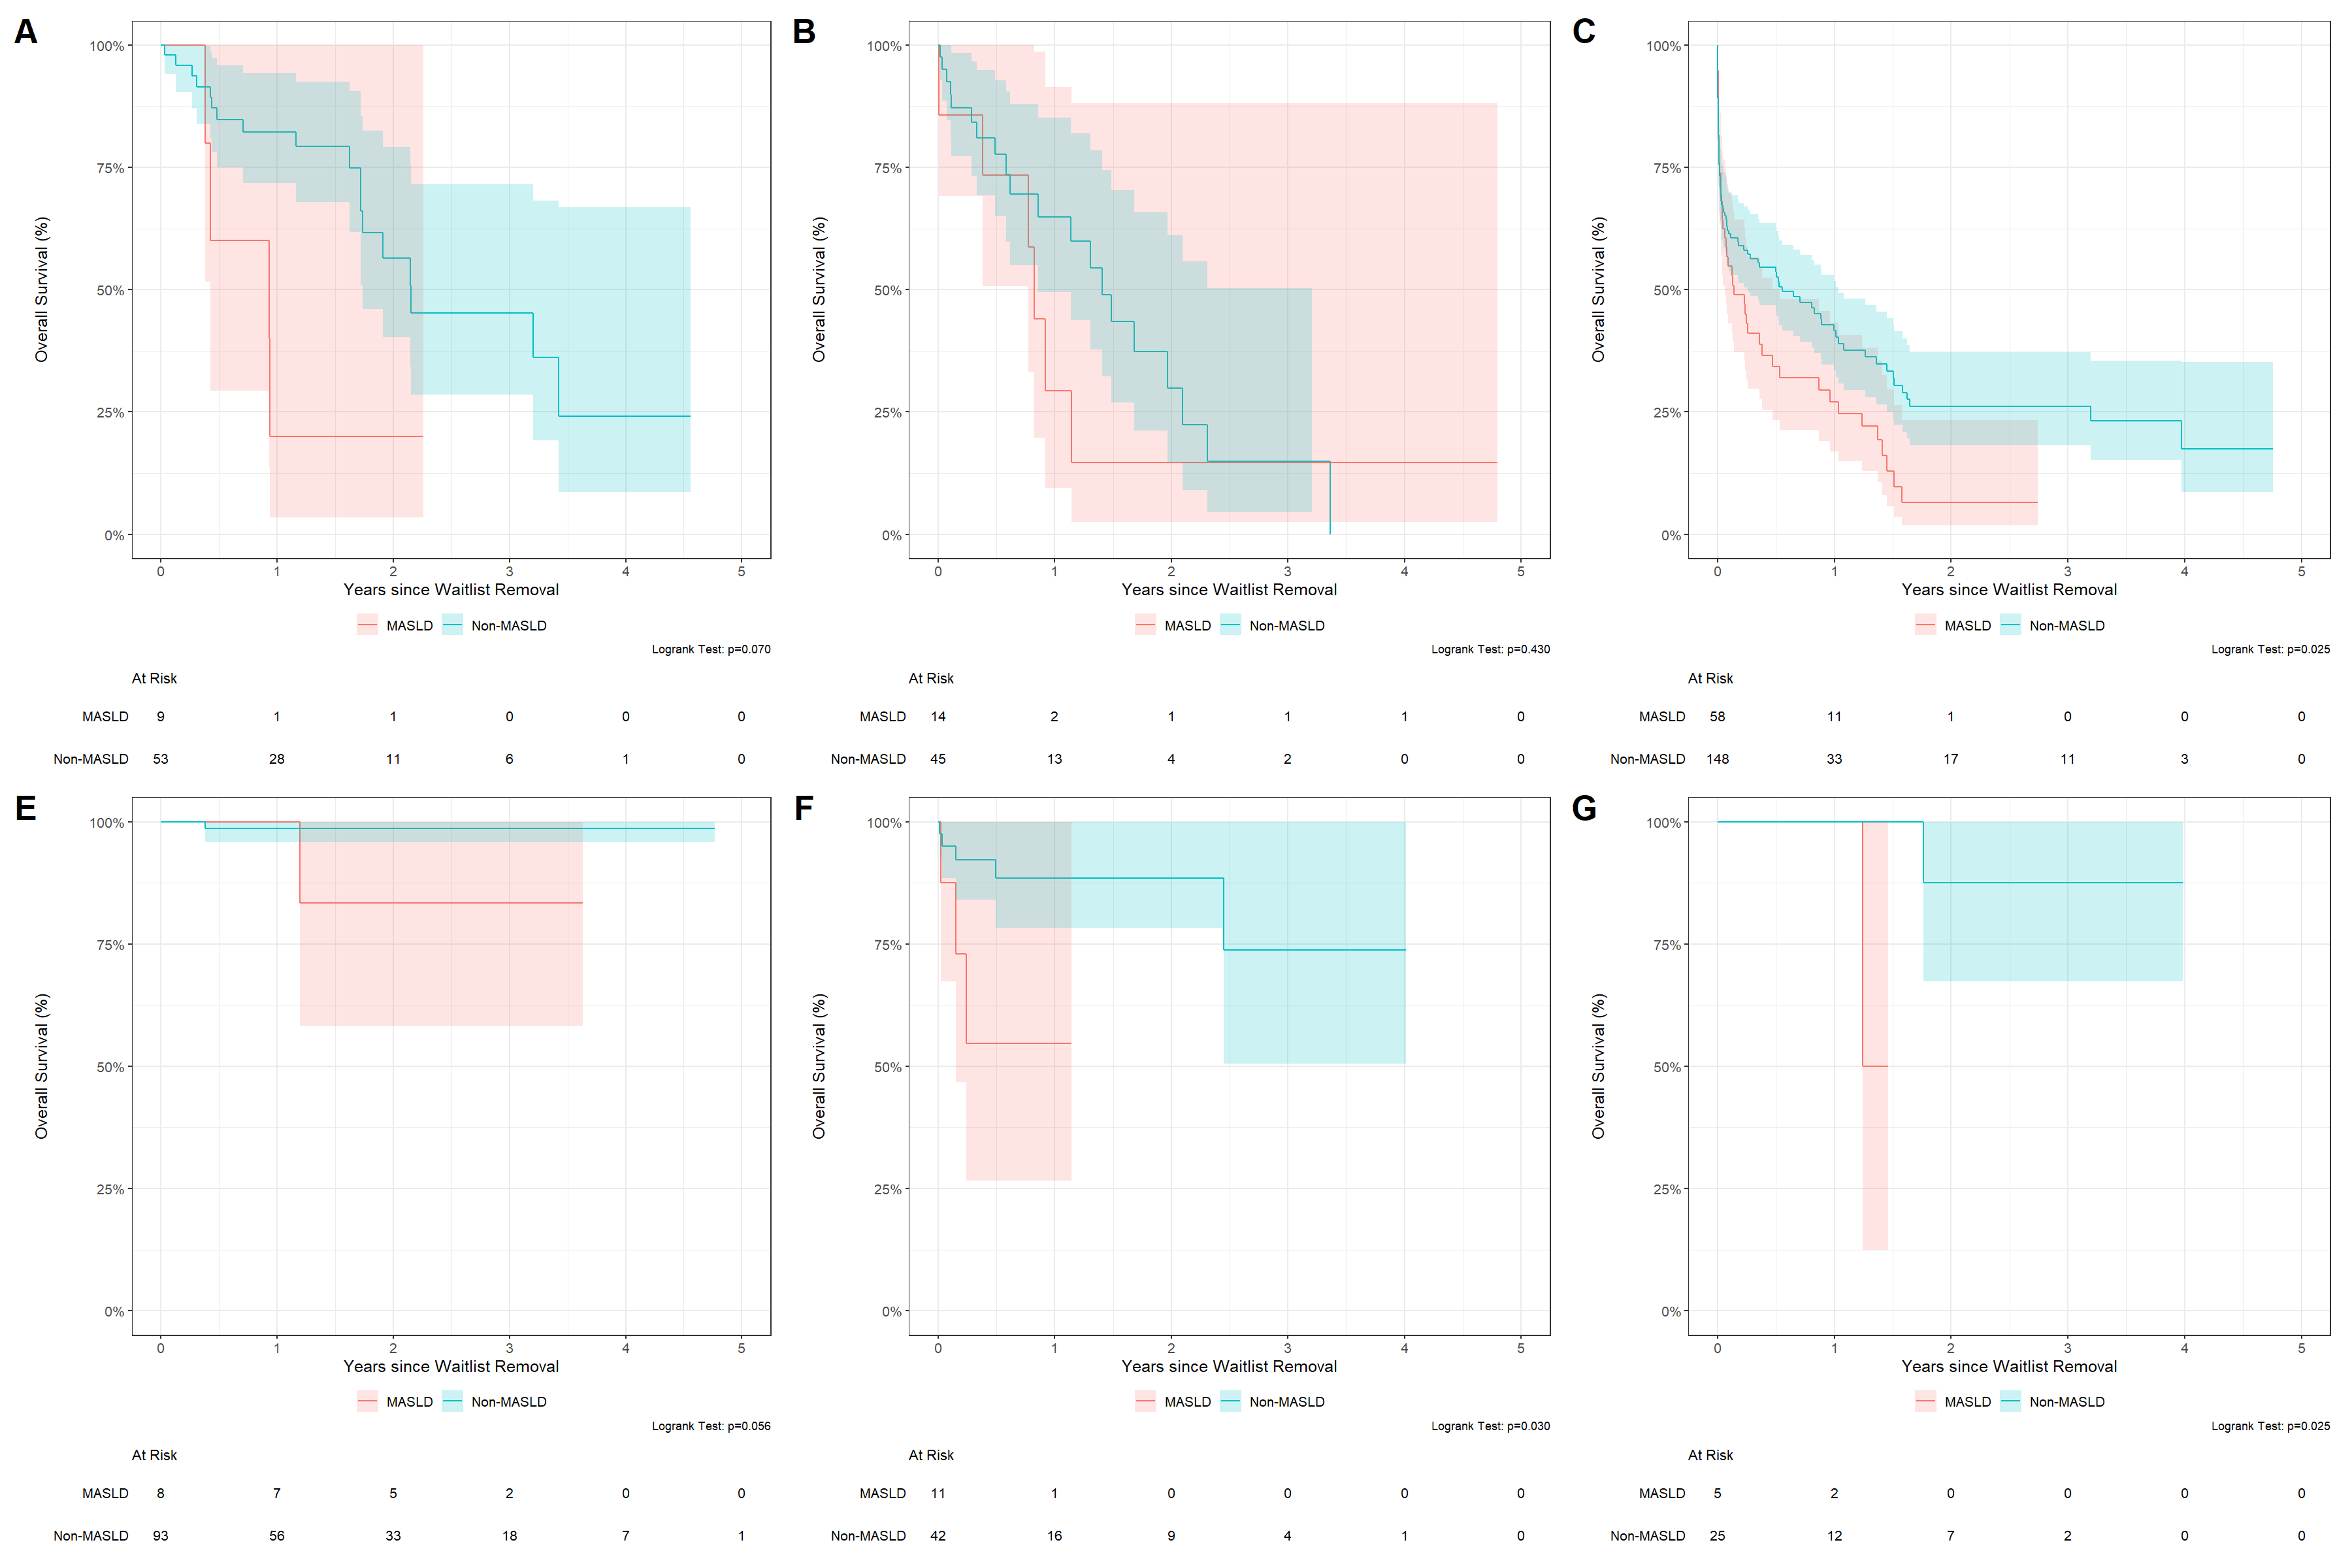 A
Overall Survival (%)
100%
75%
50%
25%
0%
0 1 2 3 4 5
Years since Waitlist Removal
MASLD Non-MASLD
Logrank Test: p=0.070
At Risk
MASLD 9 1 1 0 0 0
Non-MASLD 53 28 11 6 1 0
B
Overall Survival (%)
100%
75%
50%
25%
0%
0 1 2 3 4 5
Years since Waitlist Removal
MASLD Non-MASLD
Logrank Test: p=0.430
At Risk
MASLD 14 2 1 1 1 0
Non-MASLD 45 13 4 2 0 0
C
Overall Survival (%)
100%
75%
50%
25%
0%
0 1 2 3 4 5
Years since Waitlist Removal
MASLD Non-MASLD
Logrank Test: p=0.025
At Risk
MASLD 58 11 1 0 0 0
Non-MASLD 148 33 17 11 3 0
E
Overall Survival (%)
100%
75%
50%
25%
0%
0 1 2 3 4 5
Years since Waitlist Removal
MASLD Non-MASLD
Logrank Test: p=0.056
At Risk
MASLD 8 7 5 2 0 0
Non-MASLD 93 56 33 18 7 1
F
Overall Survival (%)
100%
75%
50%
25%
0%
0 1 2 3 4 5
Years since Waitlist Removal
MASLD Non-MASLD
Logrank Test: p=0.030
At Risk
MASLD 11 1 0 0 0 0
Non-MASLD 42 16 9 4 1 0
G
Overall Survival (%)
100%
75%
50%
25%
0%
0 1 2 3 4 5
Years since Waitlist Removal
MASLD Non-MASLD
Logrank Test: p=0.025
At Risk
MASLD 5 2 0 0 0 0
Non-MASLD 25 12 7 2 0 0